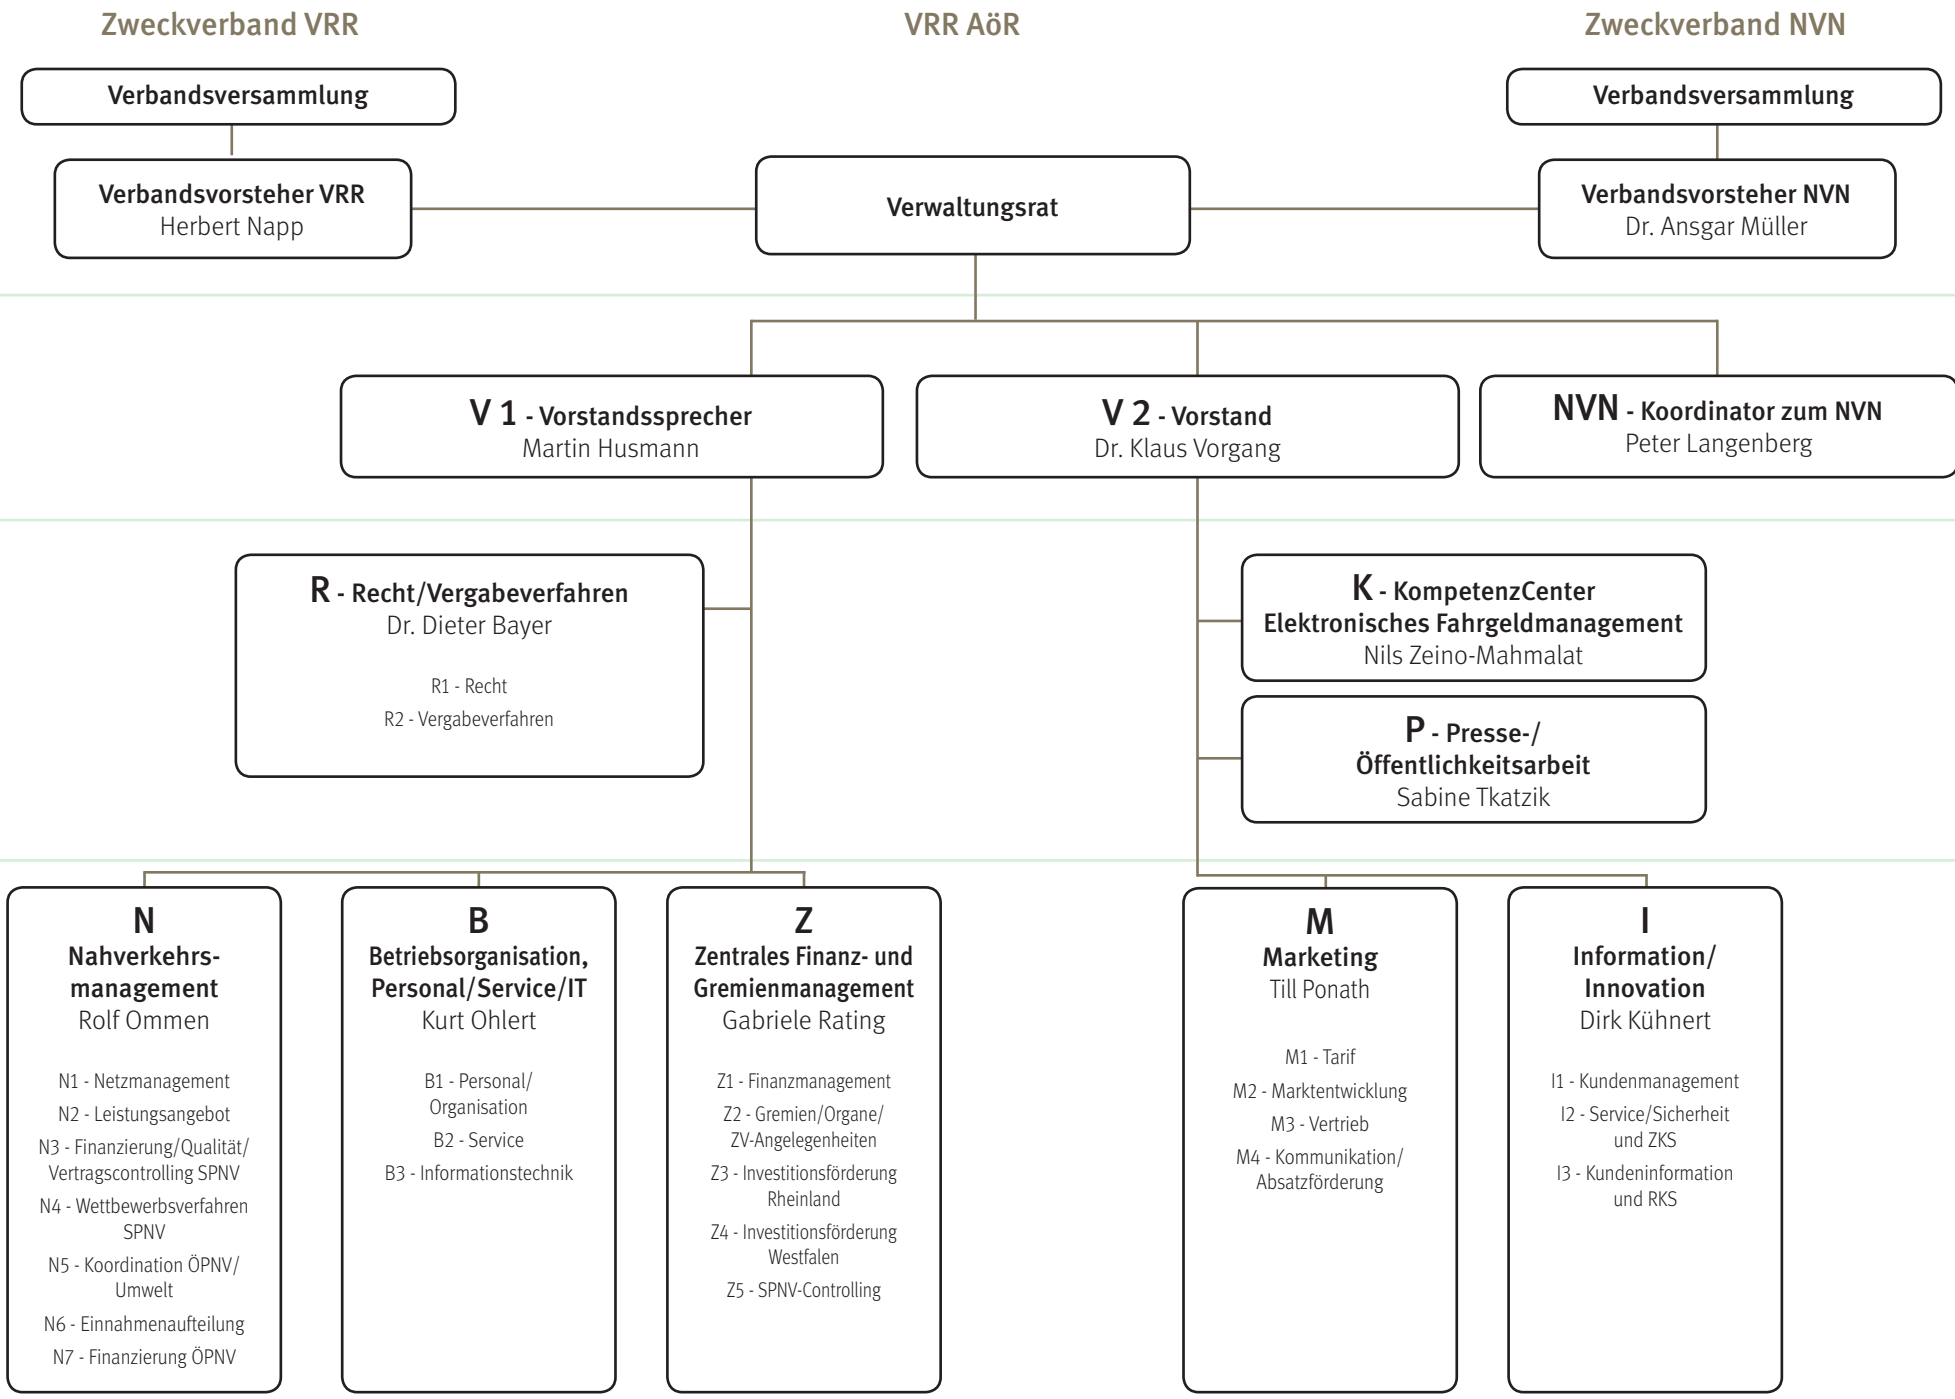 Zweckverband VRR
VRR AöR
Zweckverband NVN
Verbandsversammlung
Verbandsversammlung
Verbandsvorsteher VRR
Herbert Napp
Verwaltungsrat
Verbandsvorsteher NVN
Dr. Ansgar Müller
V 1 - Vorstandssprecher
Martin Husmann
V 2 - Vorstand
Dr. Klaus Vorgang
NVN - Koordinator zum NVN
Peter Langenberg
R - Recht/Vergabeverfahren
Dr. Dieter Bayer
R1 - Recht
R2 - Vergabeverfahren
K - KompetenzCenter
Elektronisches Fahrgeldmanagement
Nils Zeino-Mahmalat
P - Presse-/
Öffentlichkeitsarbeit
Sabine Tkatzik
N
Nahverkehrs-
management
Rolf Ommen
N1 - Netzmanagement
N2 - Leistungsangebot
N3 - Finanzierung/Qualität/
Vertragscontrolling SPNV
N4 - Wettbewerbsverfahren
SPNV
N5 - Koordination ÖPNV/
Umwelt
N6 - Einnahmenaufteilung
N7 - Finanzierung ÖPNV
B
Betriebsorganisation,
Personal/Service/IT
Kurt Ohlert
B1 - Personal/
Organisation
B2 - Service
B3 - Informationstechnik
Z
Zentrales Finanz- und
Gremienmanagement
Gabriele Rating
Z1 - Finanzmanagement
Z2 - Gremien/Organe/
ZV-Angelegenheiten
Z3 - Investitionsförderung
Rheinland
Z4 - Investitionsförderung
Westfalen
Z5 - SPNV-Controlling
M
Marketing
Till Ponath
M1 - Tarif
M2 - Marktentwicklung
M3 - Vertrieb
M4 - Kommunikation/
Absatzförderung
I
Information/
Innovation
Dirk Kühnert
I1 - Kundenmanagement
I2 - Service/Sicherheit
und ZKS
I3 - Kundeninformation
und RKS